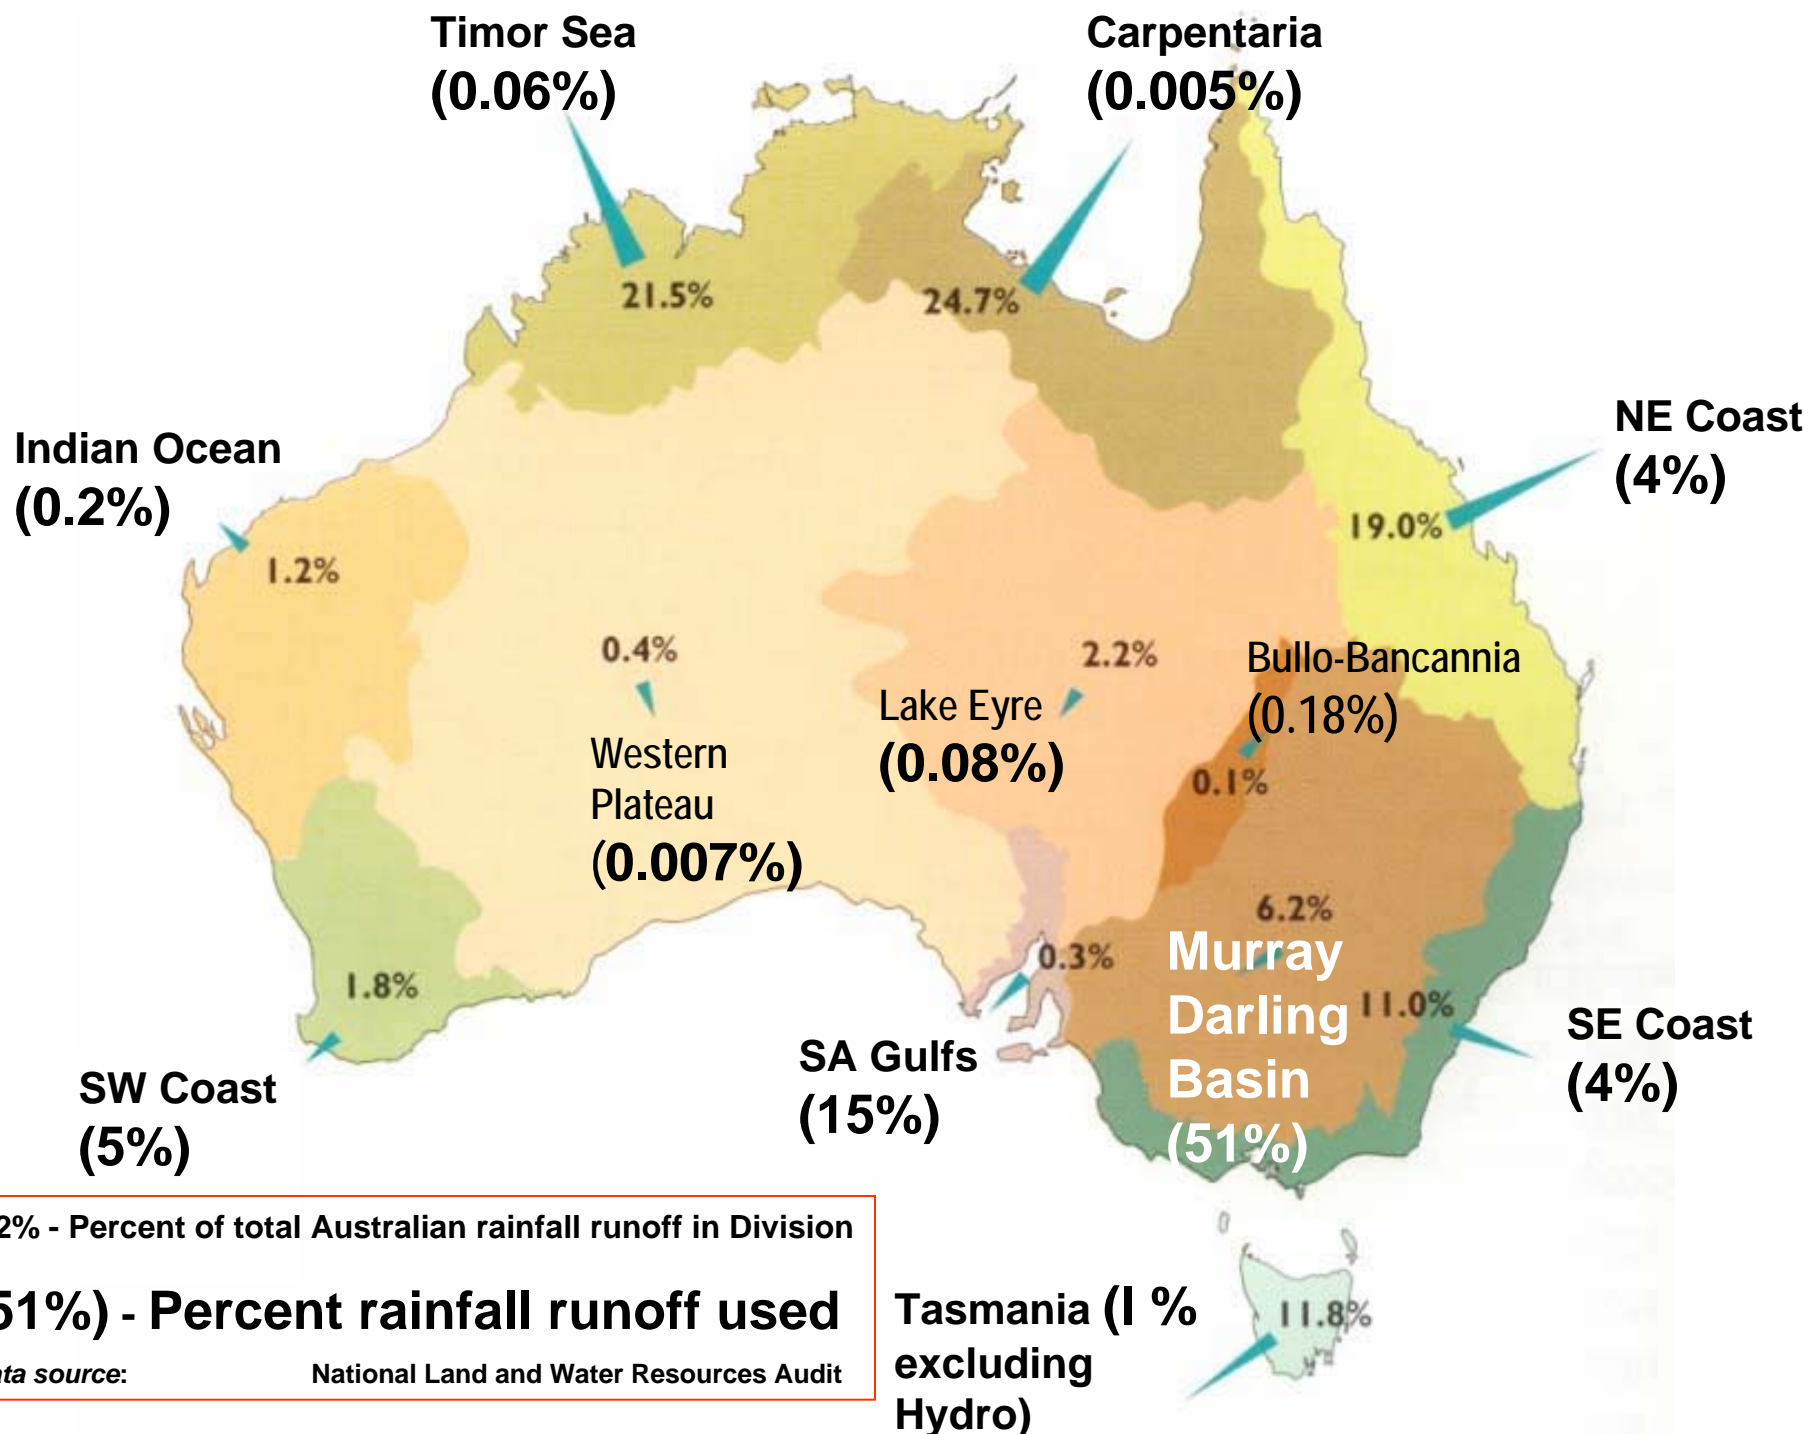 Timor Sea
(0.06%)
Carpentaria
(0.005%)
21.5%
24.7%
NE Coast
(4%)
Indian Ocean
(0.2%)
19.0%
1.2%
0.4%
2.2%
Bullo-Bancannia
(0.18%)
Lake Eyre
(0.08%)
Western
Plateau
(0.007%)
0.1%
6.2%
Murray
Darling
Basin
(51%)
0.3%
1.8%
11.0%
SE Coast
(4%)
SA Gulfs
(15%)
SW Coast
(5%)
2% - Percent of total Australian rainfall runoff in Division
51%) - Percent rainfall runoff used
ata source: National Land and Water Resources Audit
Tasmania (I %
excluding
Hydro)
11.8%